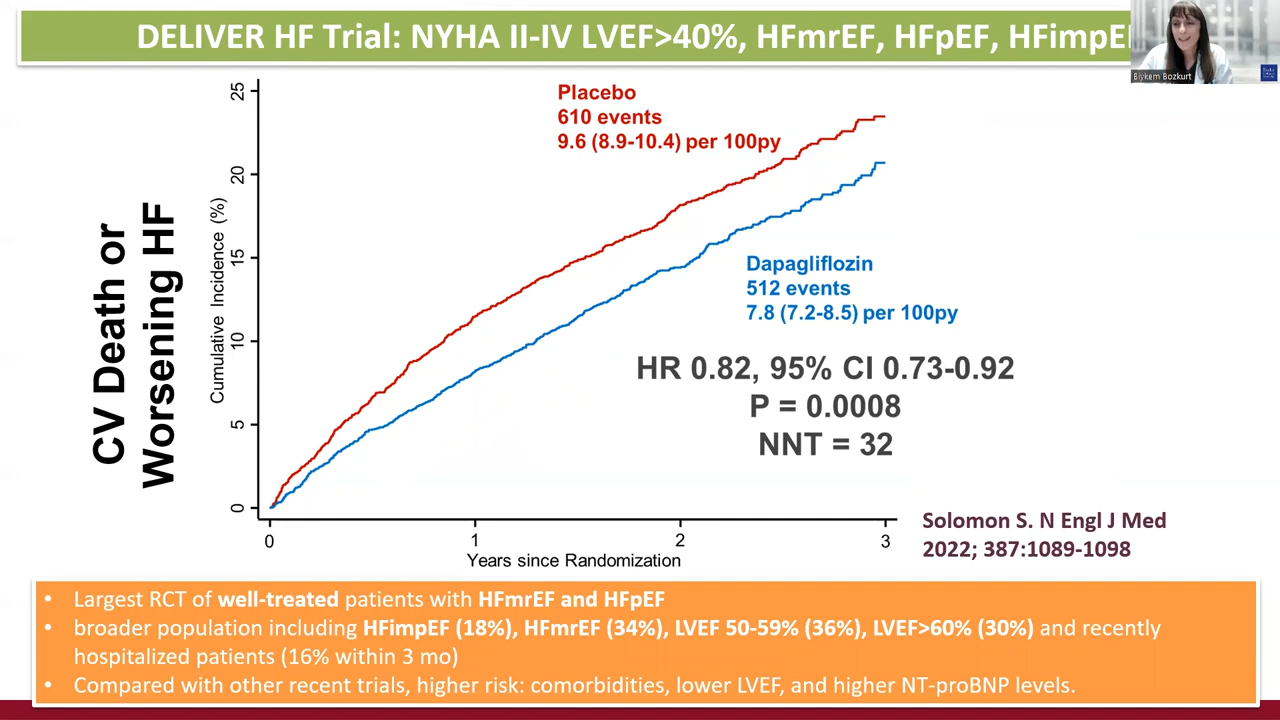 DELIVER HF Trial: NYHA II-IV LVEF>40%, HFmrEF, HFpEF, HFimpE
Biykem Bozkurt
CV Death or
Worsening HF
Cumulative Incidence (%)
25
20
15
10
5
0
Placebo
610 events
9.6 (8.9-10.4) per 100py
Dapagliflozin
512 events
7.8 (7.2-8.5) per 100py
HR 0.82, 95% CI 0.73-0.92
P = 0.0008
NNT = 32
0 1 2 3
Years since Randomization
Solomon S. N Engl J Med
2022; 387:1089-1098
• Largest RCT of well-treated patients with HFmrEF and HFpEF
• broader population including HFimpEF (18%), HFmrEF (34%), LVEF 50-59% (36%), LVEF>60% (30%) and recently
hospitalized patients (16% within 3 mo)
• Compared with other recent trials, higher risk: comorbidities, lower LVEF, and higher NT-proBNP levels.